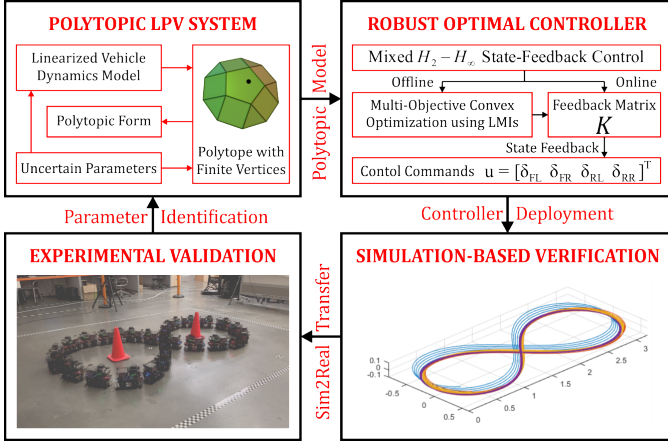 POLYTOPIC LPV SYSTEM
Linearized Vehicle
Dynamics Model
Polytopic Form
Uncertain Parameters
Polytope with
Finite Vertices
Polytopic Model
ROBUST OPTIMAL CONTROLLER
Mixed H₂ – H∞ State-Feedback Control
Offline
Online
Multi-Objective Convex
Optimization using LMIs
Feedback Matrix
K
State Feedback
Contol Commands u = [δFL δFR δRL δRR]ᵀ
Parameter Identification
Controller Deployment
EXPERIMENTAL VALIDATION
Sim2Real Transfer
SIMULATION-BASED VERIFICATION
0.1
0
-0.1
-0.5
0
0.5
0
0.5
1
1.5
2
2.5
3